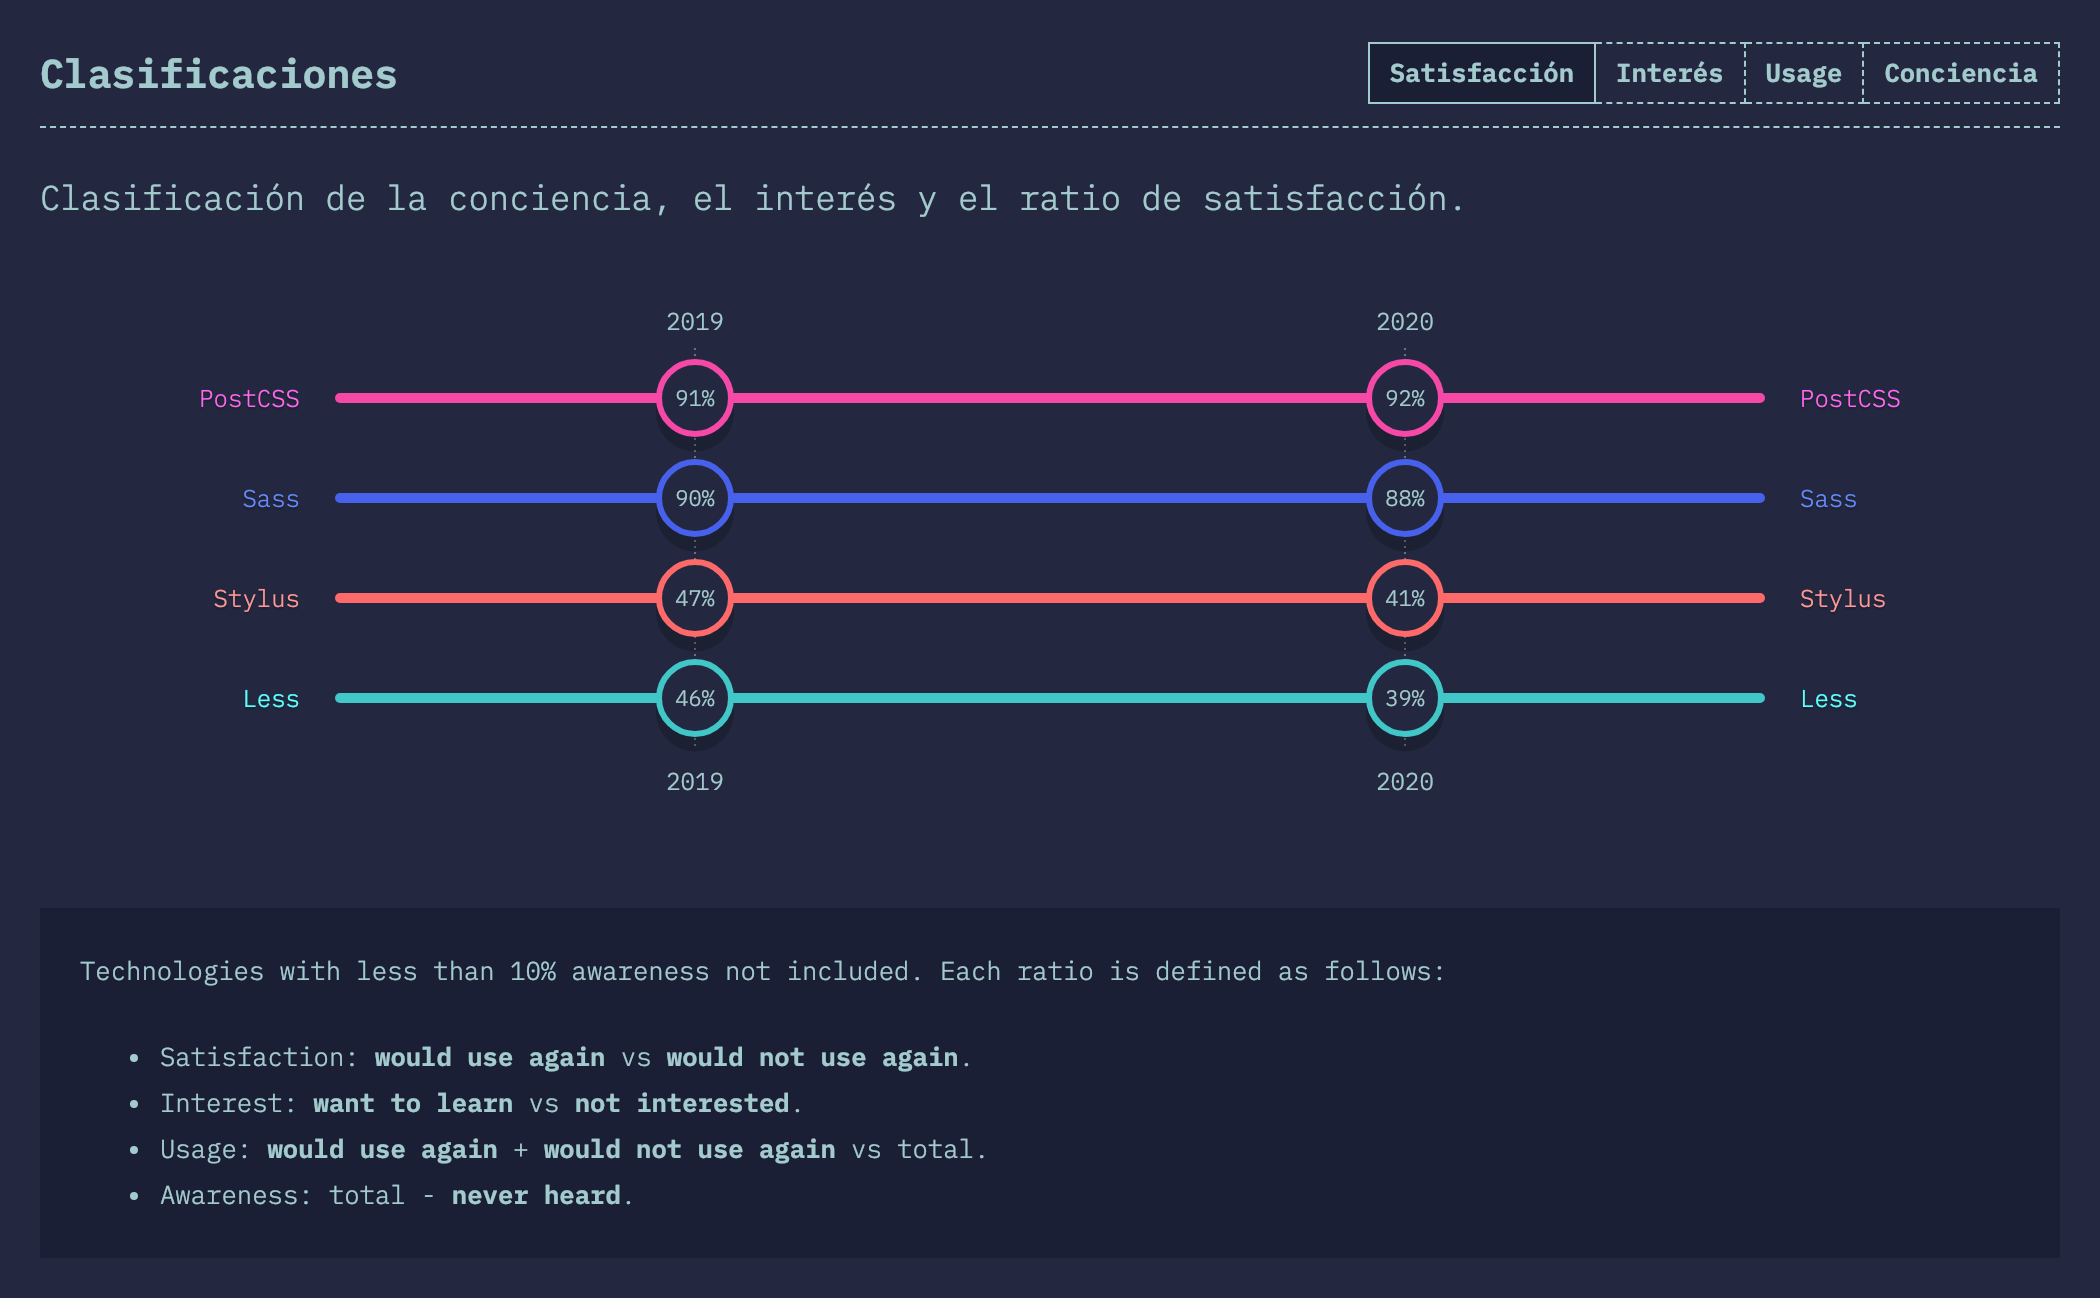 Clasificaciones
Satisfacción Interés Usage Conciencia
Clasificación de la conciencia, el interés y el ratio de satisfacción.
2019 2020
PostCSS 91% 92% PostCSS
Sass 90% 88% Sass
Stylus 47% 41% Stylus
Less 46% 39% Less
2019 2020
Technologies with less than 10% awareness not included. Each ratio is defined as follows:
• Satisfaction: would use again vs would not use again.
• Interest: want to learn vs not interested.
• Usage: would use again + would not use again vs total.
• Awareness: total - never heard.